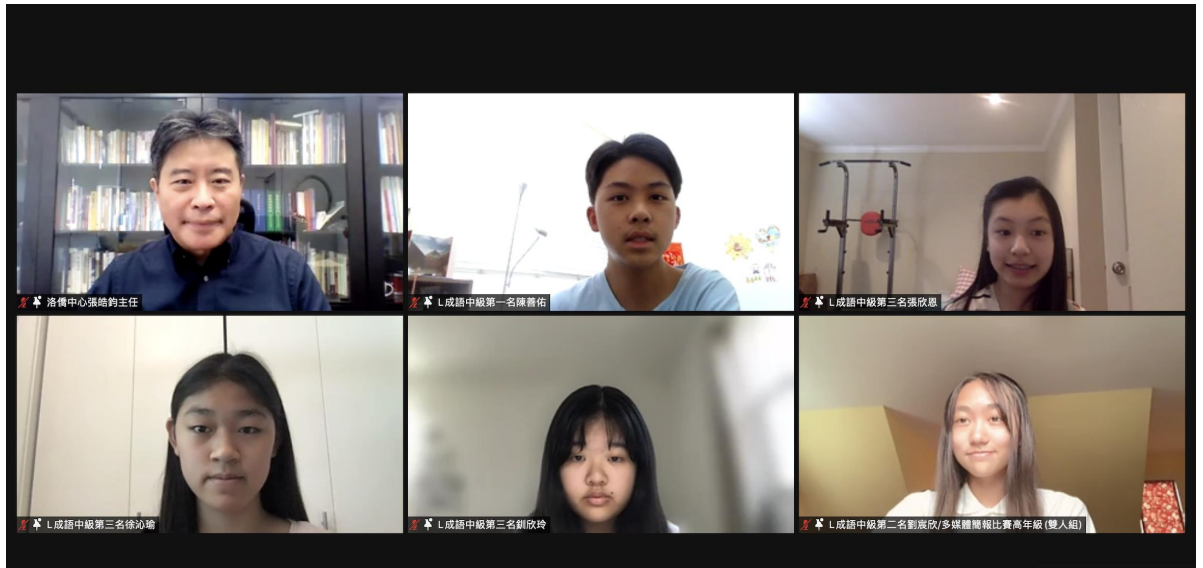 洛僑中心張皓鈞主任
L成語中級第一名陳善佑
L成語中級第三名張欣恩
L成語中級第三名徐沁瑜
L成語中級第三名釧欣玲
L成語中級第二名劉宸欣/多媒體簡報比賽高年級(雙人組)